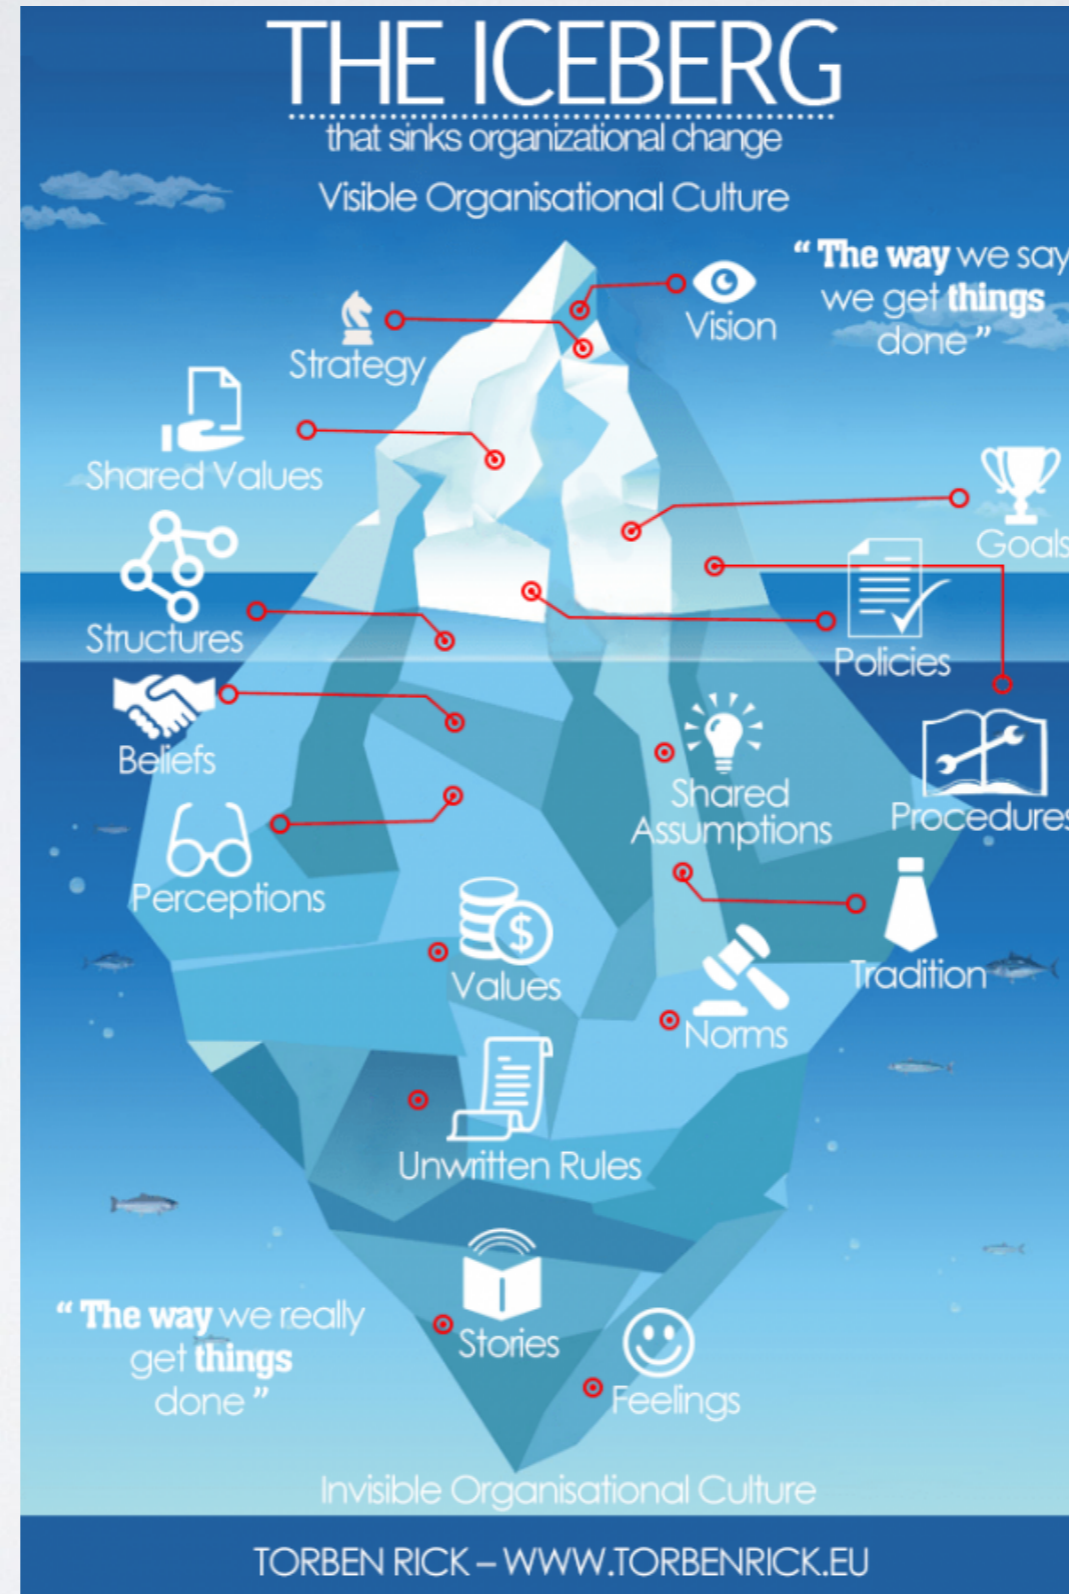 THE ICEBERG
that sinks organizational change
Visible Organisational Culture
“ The way we say
we get things
done ”
Vision
Strategy
Shared Values
Goals
Structures
Policies
Beliefs
Shared
Assumptions
Procedures
Perceptions
Tradition
Values
Norms
Unwritten Rules
“ The way we really
get things
done ”
Stories
Feelings
Invisible Organisational Culture
TORBEN RICK – WWW.TORBENRICK.EU